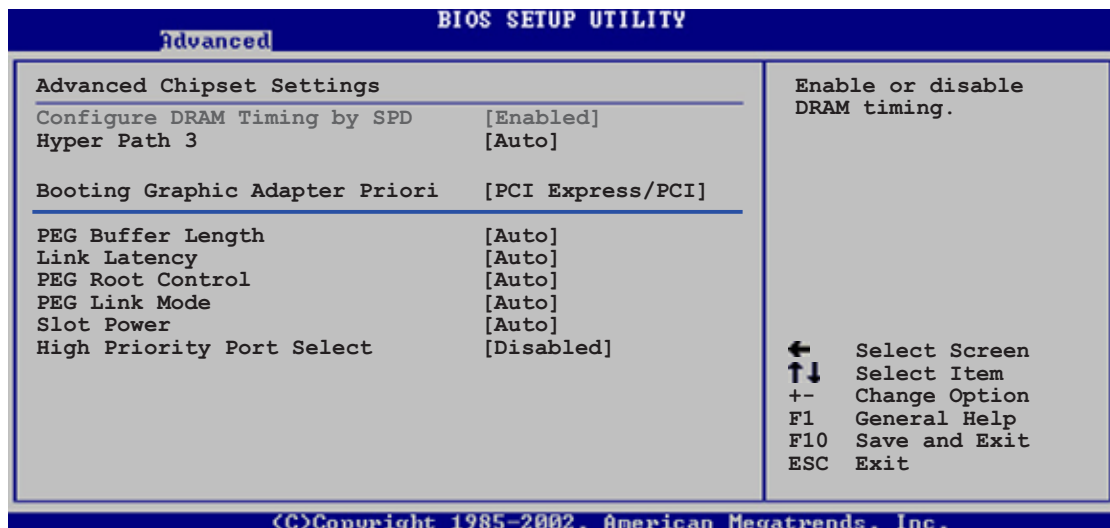 BIOS SETUP UTILITY
Advanced
Advanced Chipset Settings
Configure DRAM Timing by SPD [Enabled]
Hyper Path 3 [Auto]
Booting Graphic Adapter Priori [PCI Express/PCI]
PEG Buffer Length [Auto]
Link Latency [Auto]
PEG Root Control [Auto]
PEG Link Mode [Auto]
Slot Power [Auto]
High Priority Port Select [Disabled]
Enable or disable
DRAM timing.
← Select Screen
↑↓ Select Item
+- Change Option
F1 General Help
F10 Save and Exit
ESC Exit
(C)Copyright 1985-2002, American Megatrends, Inc.